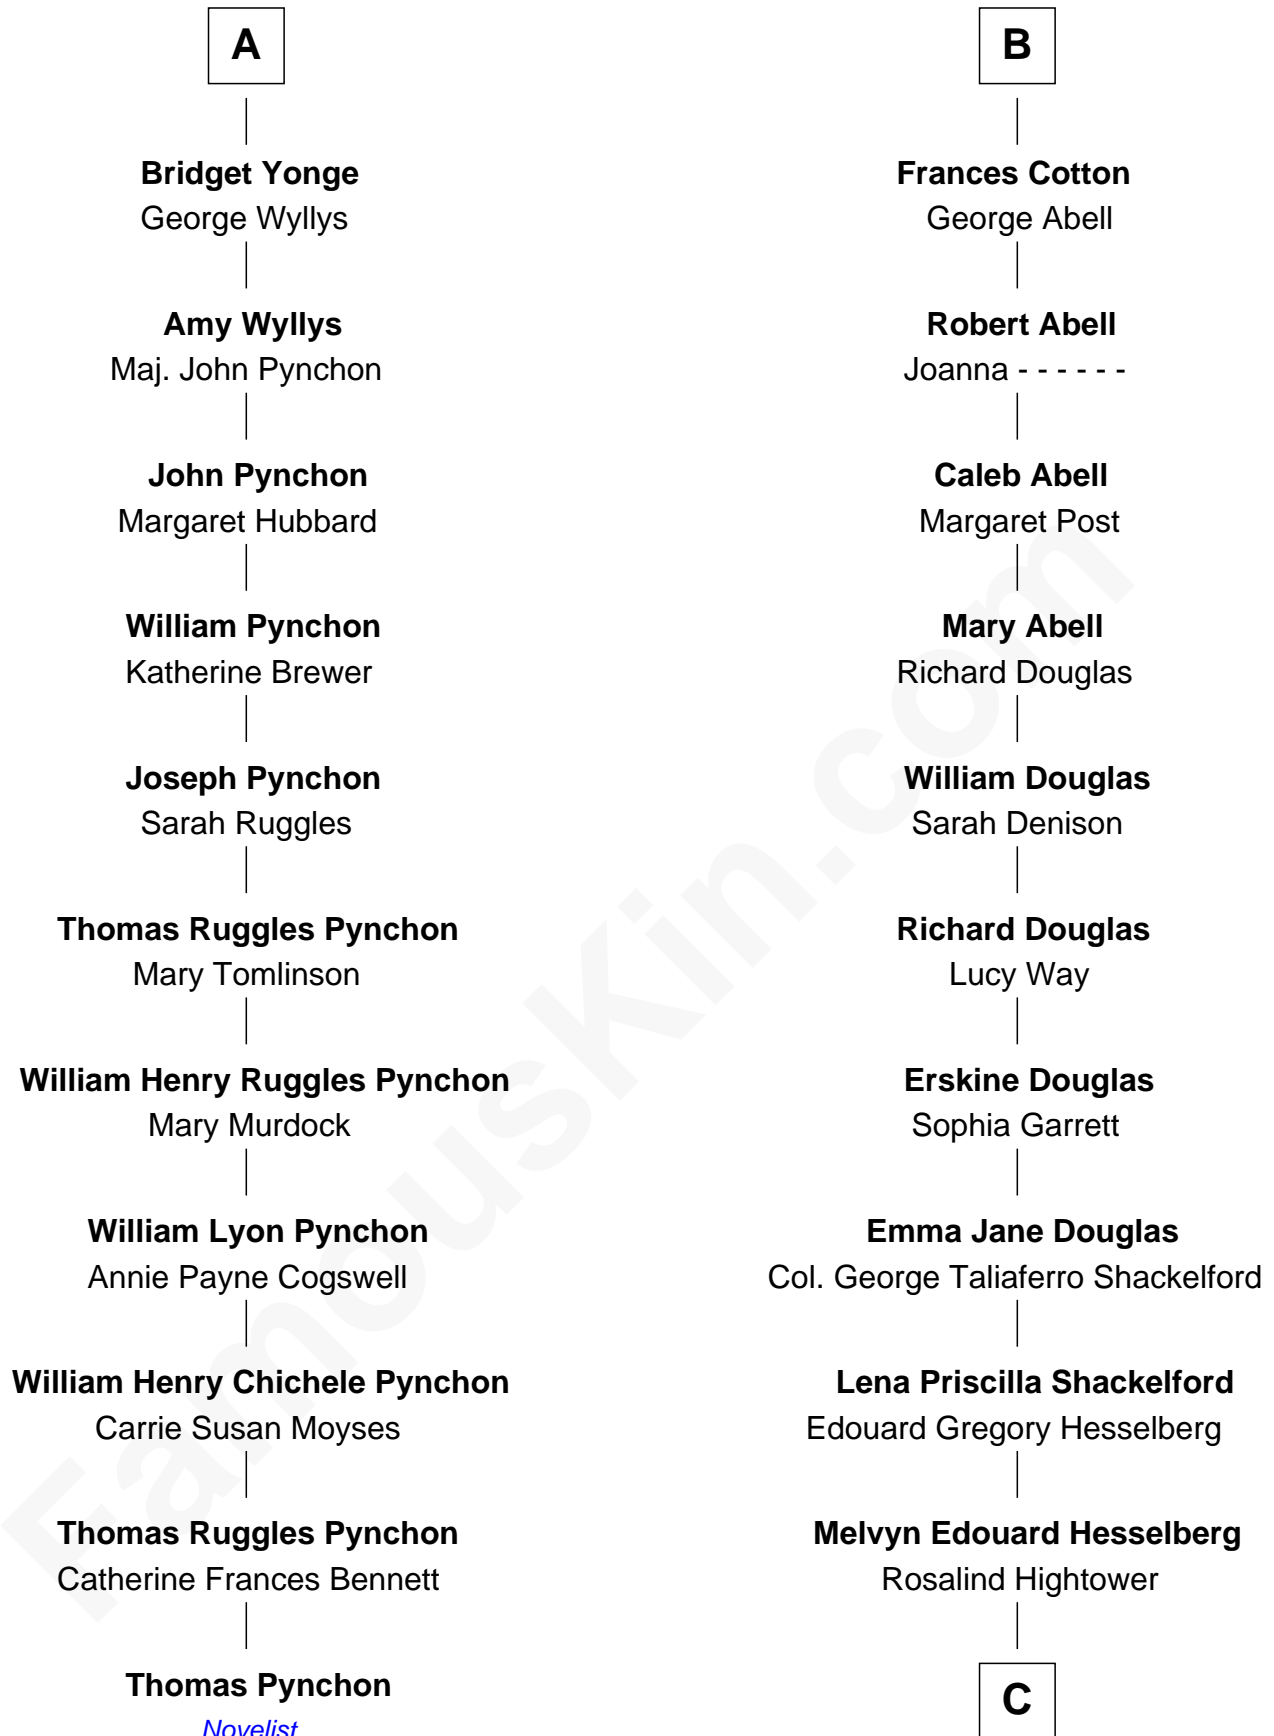 A
Bridget Yonge
George Wyllys
Amy Wyllys
Maj. John Pynchon
John Pynchon
Margaret Hubbard
William Pynchon
Katherine Brewer
Joseph Pynchon
Sarah Ruggles
Thomas Ruggles Pynchon
Mary Tomlinson
William Henry Ruggles Pynchon
Mary Murdock
William Lyon Pynchon
Annie Payne Cogswell
William Henry Chichele Pynchon
Carrie Susan Moyses
Thomas Ruggles Pynchon
Catherine Frances Bennett
Thomas Pynchon
Novelist
B
Frances Cotton
George Abell
Robert Abell
Joanna - - - - - -
Caleb Abell
Margaret Post
Mary Abell
Richard Douglas
William Douglas
Sarah Denison
Richard Douglas
Lucy Way
Erskine Douglas
Sophia Garrett
Emma Jane Douglas
Col. George Taliaferro Shackelford
Lena Priscilla Shackelford
Edouard Gregory Hesselberg
Melvyn Edouard Hesselberg
Rosalind Hightower
C
FamousKin.com